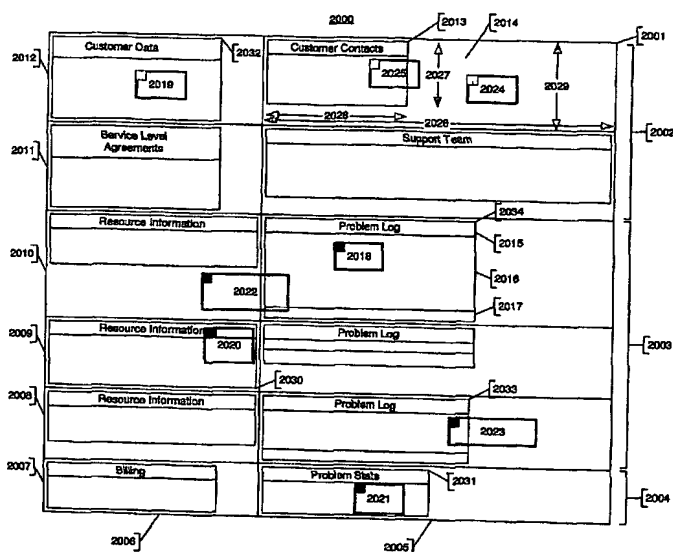 2000
2013
2014
2001
2012
Customer Data
2032
Customer Contacts
2019
2025
2027
2024
2029
2028
2026
2002
2011
Service Level
Agreements
Support Team
2034
Resource Information
Problem Log
2015
2010
2018
2016
2022
2017
2009
Resource Information
Problem Log
2020
2003
2008
2030
2033
Resource Information
Problem Log
2023
2007
Billing
Problem Stats
2031
2021
2004
2006
2005